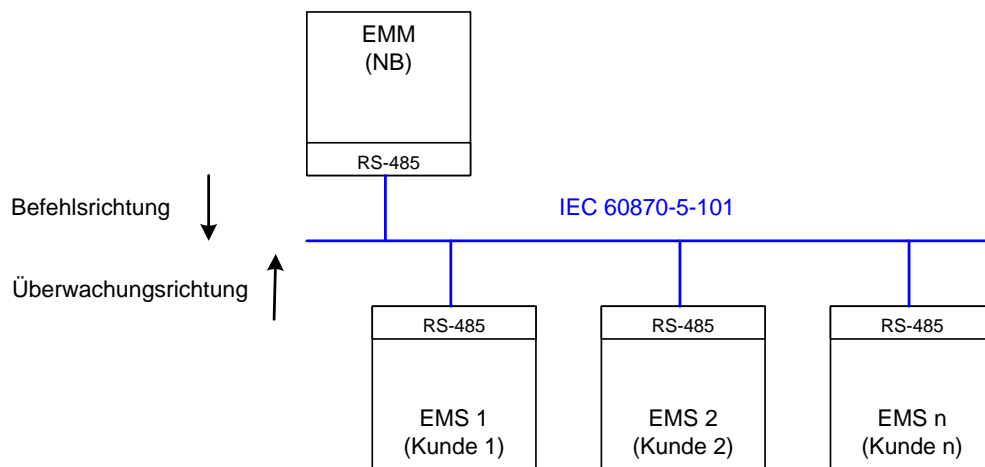 EMM
(NB)
RS-485
Befehlsrichtung
IEC 60870-5-101
Überwachungsrichtung
RS-485
RS-485
RS-485
EMS 1
(Kunde 1)
EMS 2
(Kunde 2)
EMS n
(Kunde n)